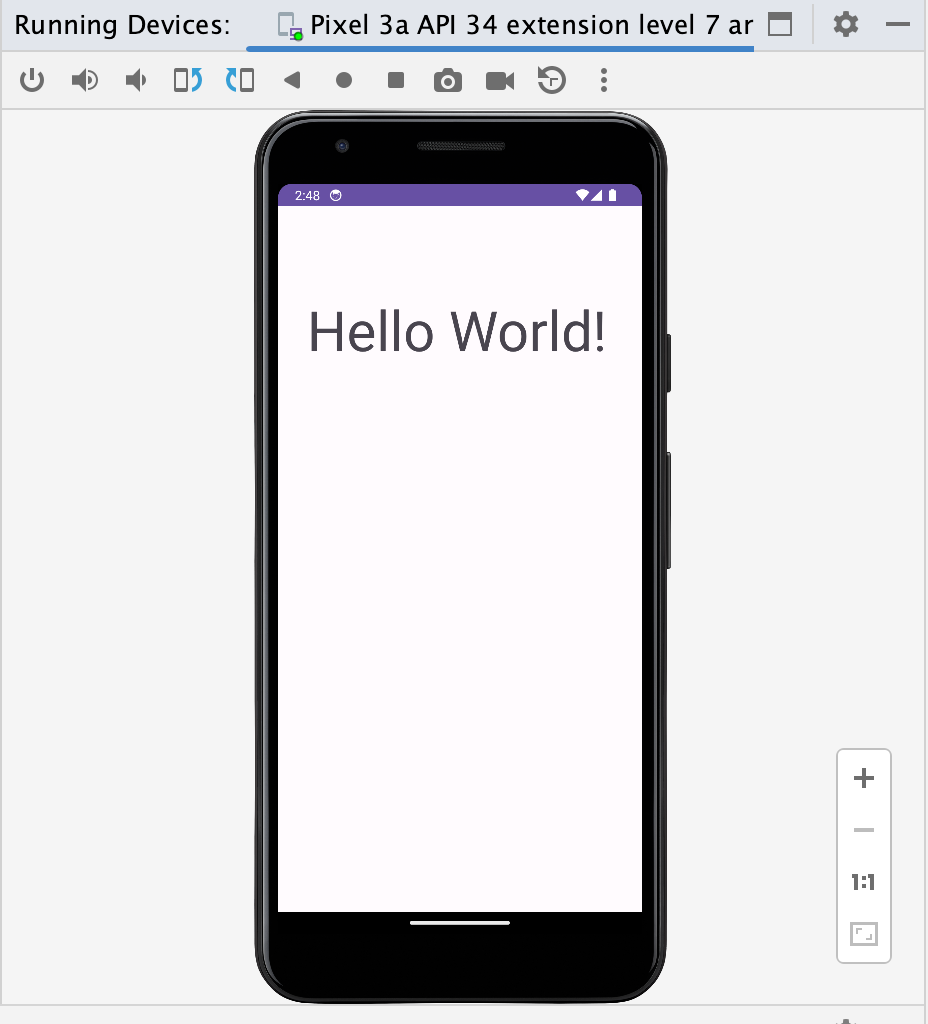 Running Devices: Pixel 3a API 34 extension level 7 ar
2:48
Hello World!
1:1